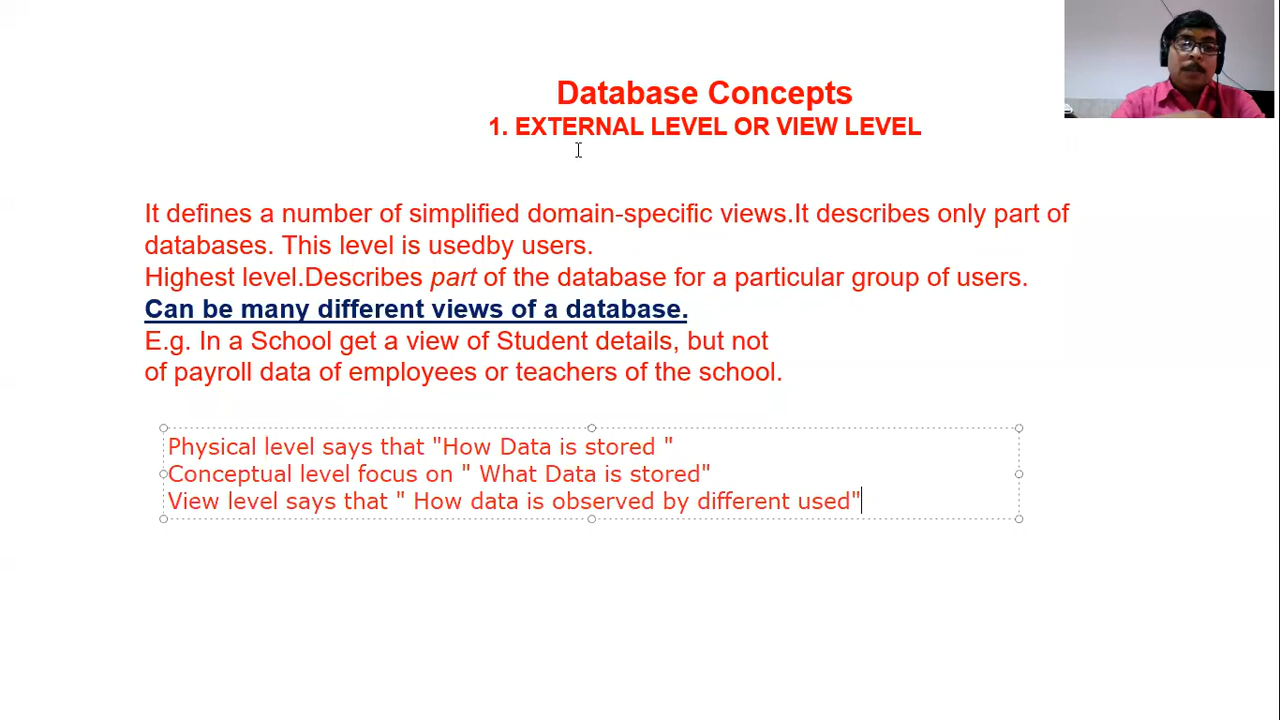 Database Concepts
1. EXTERNAL LEVEL OR VIEW LEVEL
It defines a number of simplified domain-specific views.It describes only part of
databases. This level is usedby users.
Highest level.Describes part of the database for a particular group of users.
Can be many different views of a database.
E.g. In a School get a view of Student details, but not
of payroll data of employees or teachers of the school.
Physical level says that "How Data is stored "
Conceptual level focus on " What Data is stored"
View level says that " How data is observed by different used"